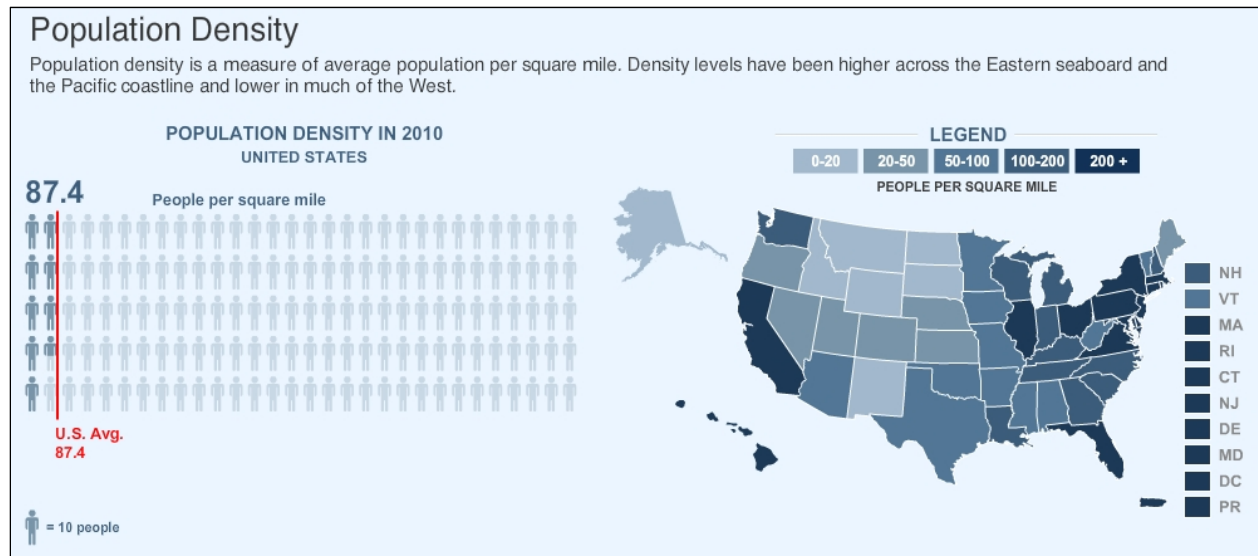 Population Density
Population density is a measure of average population per square mile. Density levels have been higher across the Eastern seaboard and
the Pacific coastline and lower in much of the West.
POPULATION DENSITY IN 2010
UNITED STATES
87.4
People per square mile
U.S. Avg.
87.4
= 10 people
LEGEND
0-20 20-50 50-100 100-200 200 +
PEOPLE PER SQUARE MILE
NH
VT
MA
RI
CT
NJ
DE
MD
DC
PR